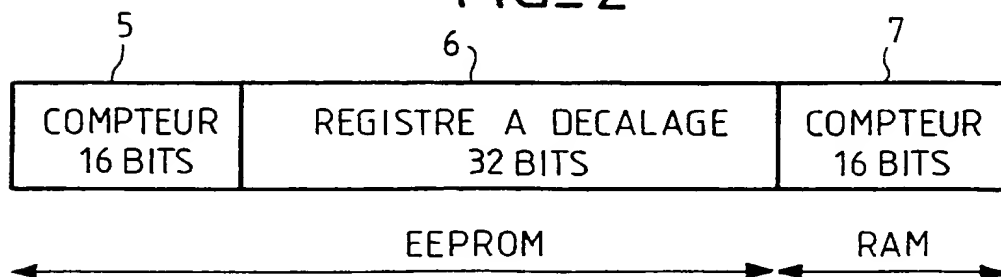 5 6 7
COMPTEUR REGISTRE A DECALAGE COMPTEUR
16 BITS 32 BITS 16 BITS
EEPROM RAM